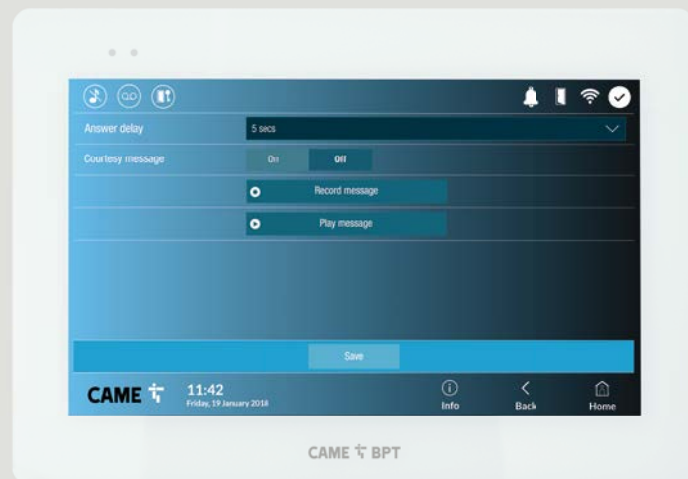 Answer delay
5 secs
Courtesy message
On
Off
Record message
Play message
Save
CAME
11:42
Friday, 19 January 2018
Info
Back
Home
CAME BPT